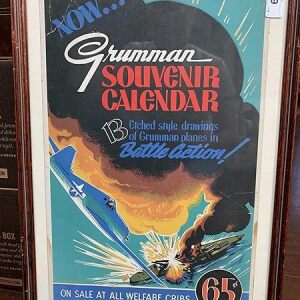 NOW...
Grumman
SOUVENIR
CALENDAR
13 Etched style drawings
of Grumman planes in
Battle Action!
ON SALE AT ALL WELFARE CRIBS
65